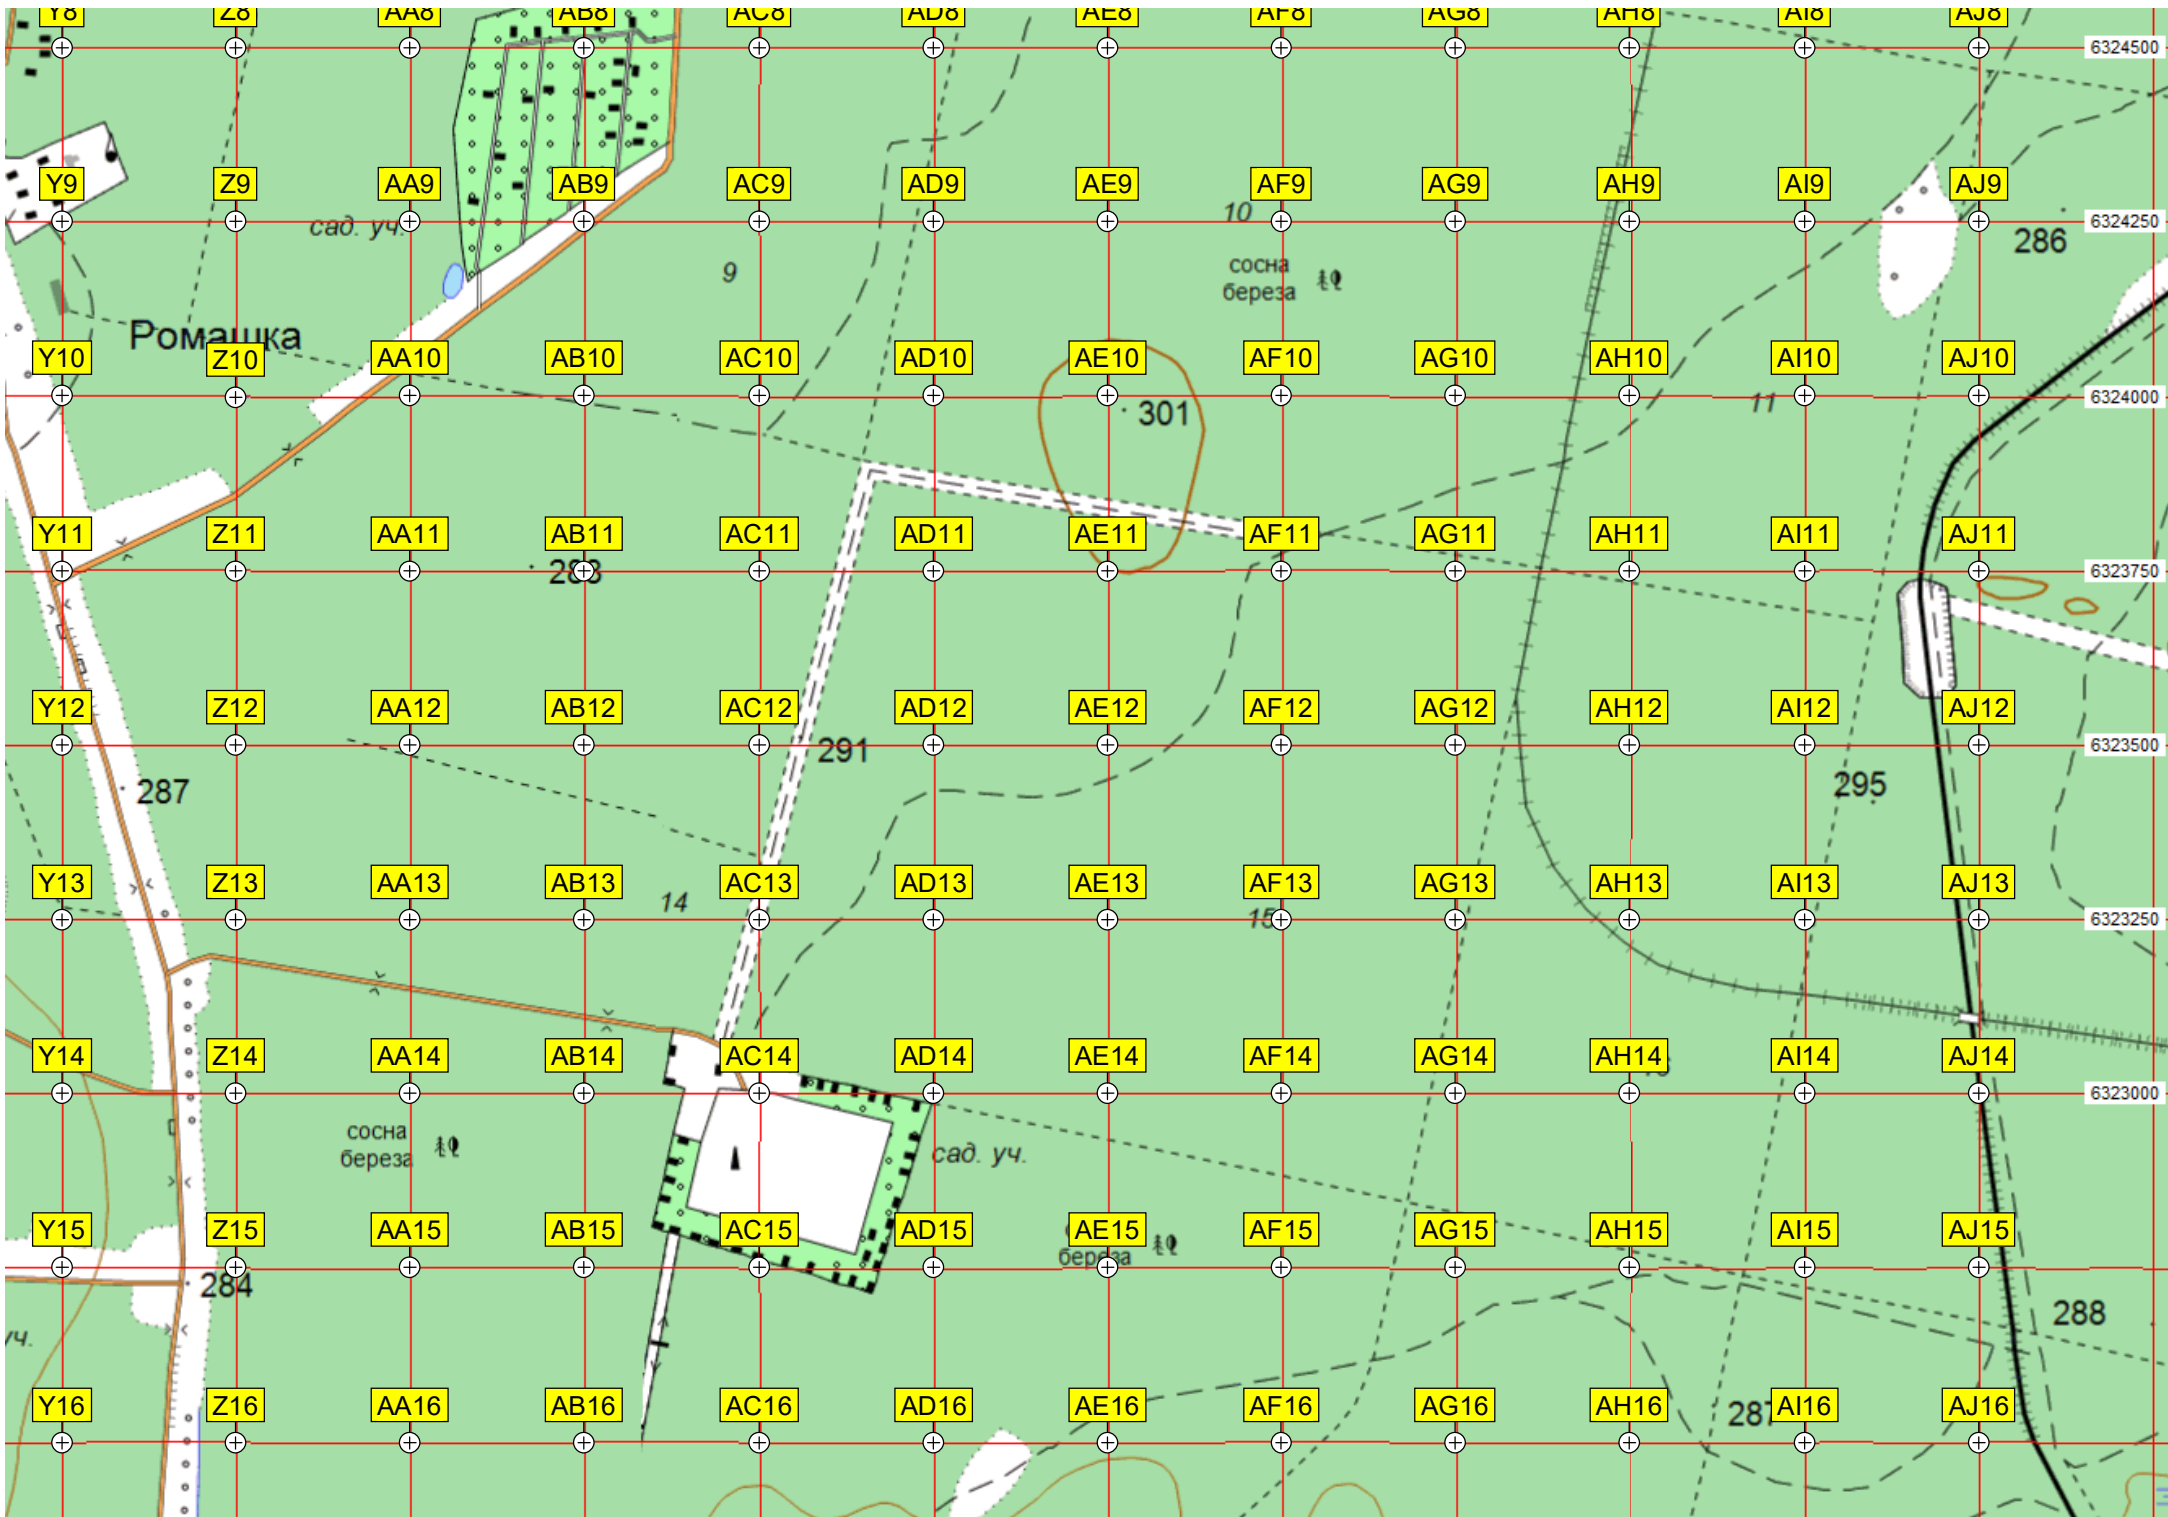 Y8 Z8 AA8 AB8 AC8 AD8 AE8 AF8 AG8 AH8 AI8 AJ8
6324500
Y9 Z9 AA9 AB9 AC9 AD9 AE9 AF9 AG9 AH9 AI9 AJ9
10
6324250
сад. уч.
286
9
сосна
береза
Ромашка
Y10 Z10 AA10 AB10 AC10 AD10 AE10 AF10 AG10 AH10 AI10 AJ10
6324000
11
301
Y11 Z11 AA11 AB11 AC11 AD11 AE11 AF11 AG11 AH11 AI11 AJ11
6323750
Y12 Z12 AA12 AB12 AC12 AD12 AE12 AF12 AG12 AH12 AI12 AJ12
6323500
291
295
287
Y13 Z13 AA13 AB13 AC13 AD13 AE13 AF13 AG13 AH13 AI13 AJ13
14
15
6323250
Y14 Z14 AA14 AB14 AC14 AD14 AE14 AF14 AG14 AH14 AI14 AJ14
6323000
сосна
береза
сад. уч.
Y15 Z15 AA15 AB15 AC15 AD15 AE15 AF15 AG15 AH15 AI15 AJ15
береза
284
288
уч.
Y16 Z16 AA16 AB16 AC16 AD16 AE16 AF16 AG16 AH16 AI16 AJ16
287